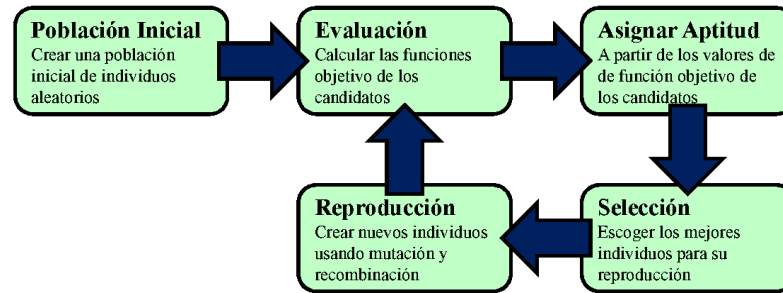 Población Inicial
Crear una población
inicial de individuos
aleatorios
Evaluación
Calcular las funciones
objetivo de los
candidatos
Asignar Aptitud
A partir de los valores de
de función objetivo de
los candidatos
Selección
Escoger los mejores
individuos para su
reproducción
Reproducción
Crear nuevos individuos
usando mutación y
recombinación